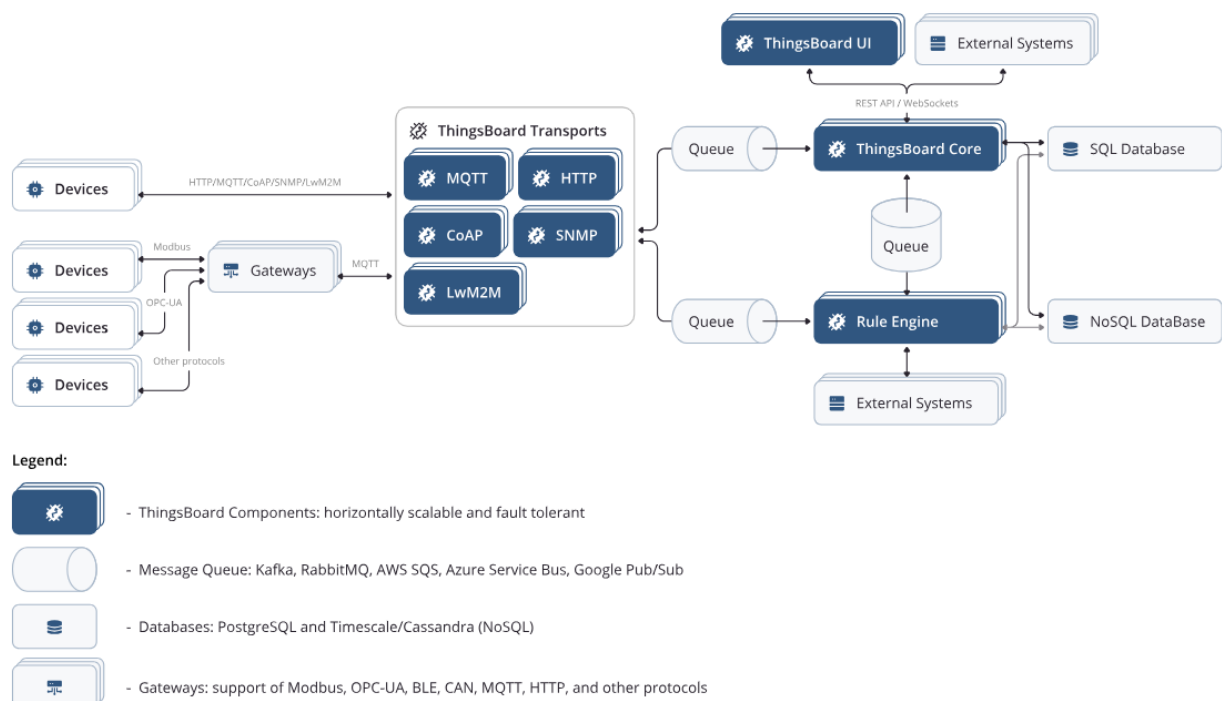 ThingsBoard UI
External Systems
REST API / WebSockets
ThingsBoard Transports
MQTT
HTTP
CoAP
SNMP
LwM2M
Queue
ThingsBoard Core
SQL Database
Devices
HTTP/MQTT/CoAP/SNMP/LwM2M
Devices
Modbus
Gateways
MQTT
OPC-UA
Devices
Other protocols
Devices
Queue
Queue
Rule Engine
NoSQL DataBase
External Systems
Legend:
- ThingsBoard Components: horizontally scalable and fault tolerant
- Message Queue: Kafka, RabbitMQ, AWS SQS, Azure Service Bus, Google Pub/Sub
- Databases: PostgreSQL and Timescale/Cassandra (NoSQL)
- Gateways: support of Modbus, OPC-UA, BLE, CAN, MQTT, HTTP, and other protocols